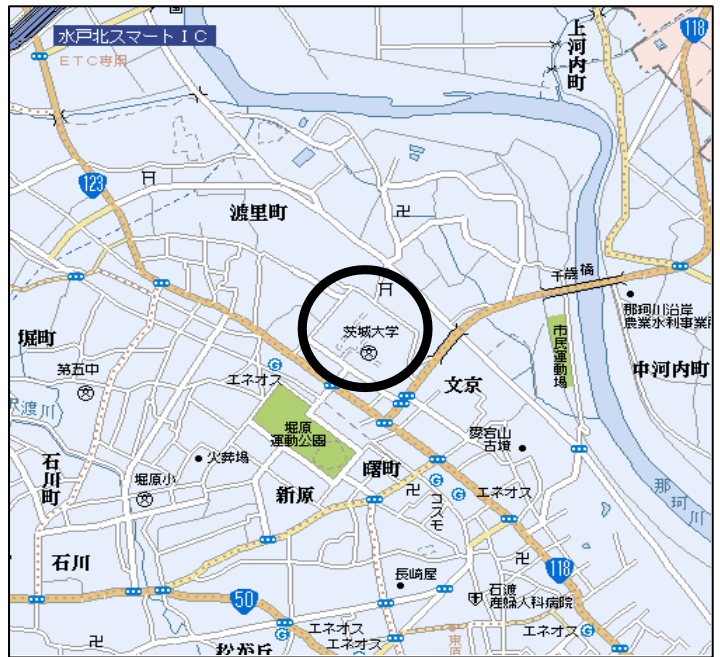 水戸北スマートIC
ETC専用
上河内町
118
123
渡里町
千歳橋
那珂川沿岸
農業水利事業所
茨城大学
市民運動場
堀町
第五中
エネオス
文京
中河内町
沢渡川
堀原
運動公園
愛宕山
古墳
火葬場
曙町
石川町
堀原小
新原
コスモ
エネオス
那珂川
石川
118
長崎屋
50
石渡
産婦人科病院
エネオス
エネオス
松が丘
東原